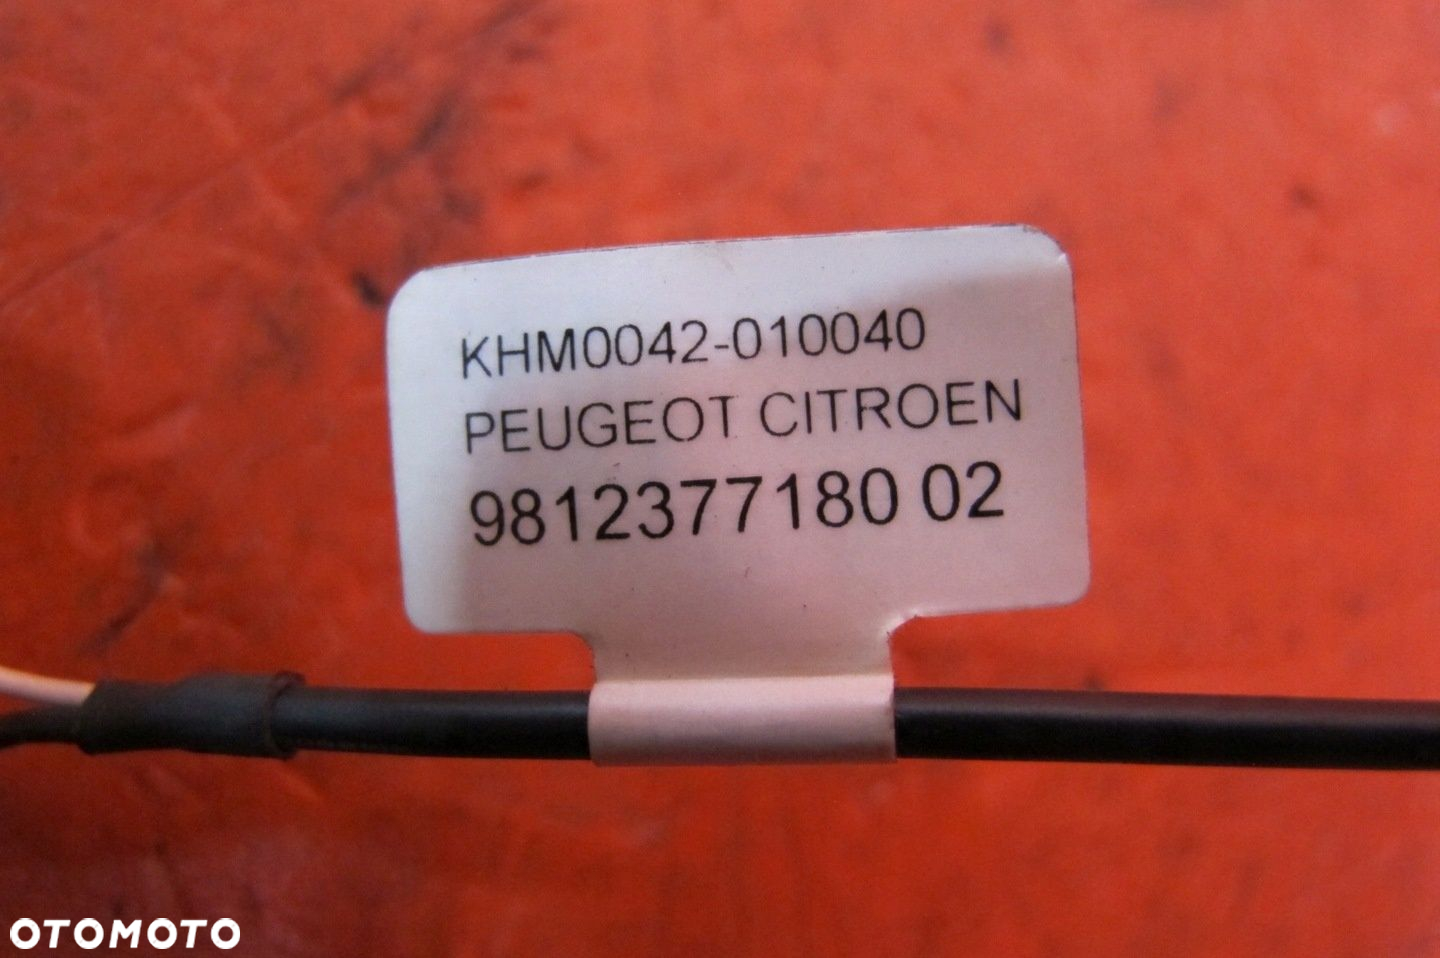 KHM0042-010040
PEUGEOT CITROEN
9812377180 02
OTOMOTO